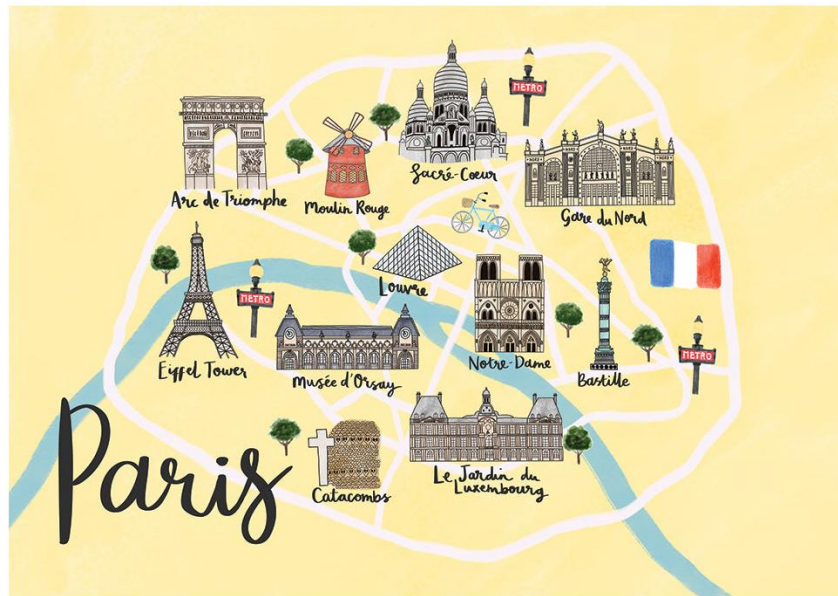 METRO
Sacré-Coeur
Arc de Triomphe
Moulin Rouge
Gare du Nord
Louvre
METRO
Eiffel Tower
Musée d'Orsay
Notre-Dame
Bastille
METRO
Paris
Catacombs
Le Jardin du
Luxembourg